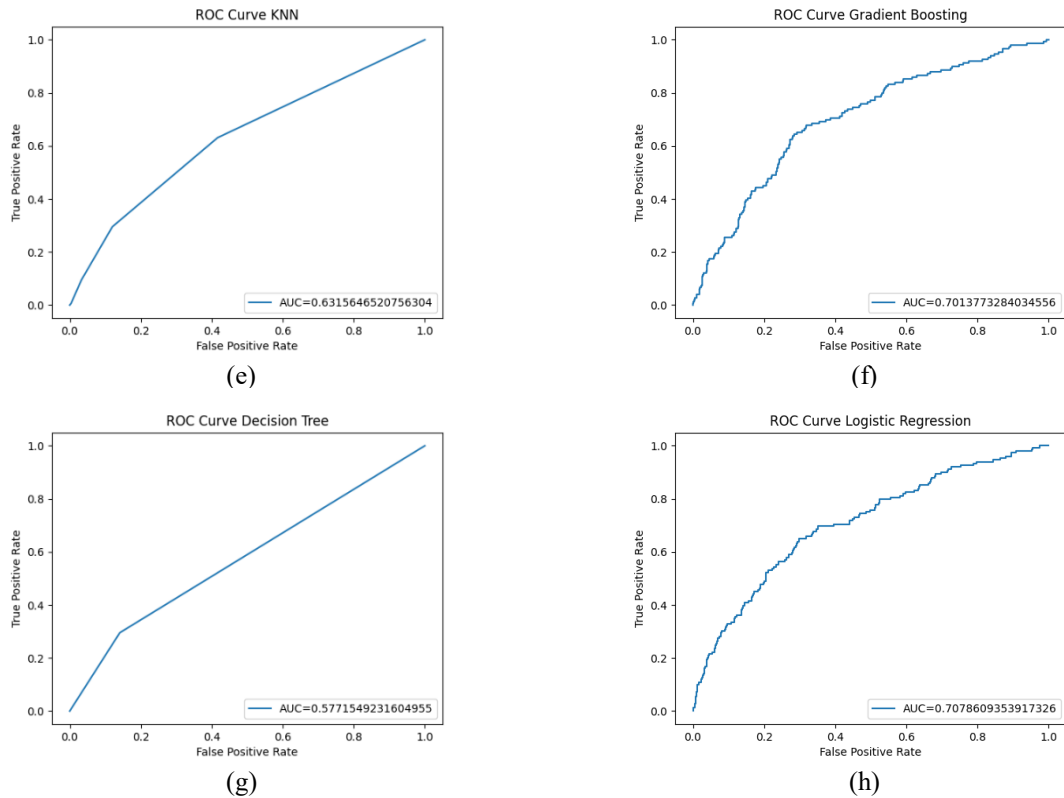 ROC Curve KNN
1.0
0.8
0.6
0.4
0.2
0.0
True Positive Rate
AUC=0.6315646520756304
0.0 0.2 0.4 0.6 0.8 1.0
False Positive Rate
(e)
ROC Curve Gradient Boosting
1.0
0.8
0.6
0.4
0.2
0.0
True Positive Rate
AUC=0.7013773284034556
0.0 0.2 0.4 0.6 0.8 1.0
False Positive Rate
(f)
ROC Curve Decision Tree
1.0
0.8
0.6
0.4
0.2
0.0
True Positive Rate
AUC=0.5771549231604955
0.0 0.2 0.4 0.6 0.8 1.0
False Positive Rate
(g)
ROC Curve Logistic Regression
1.0
0.8
0.6
0.4
0.2
0.0
True Positive Rate
AUC=0.7078609353917326
0.0 0.2 0.4 0.6 0.8 1.0
False Positive Rate
(h)